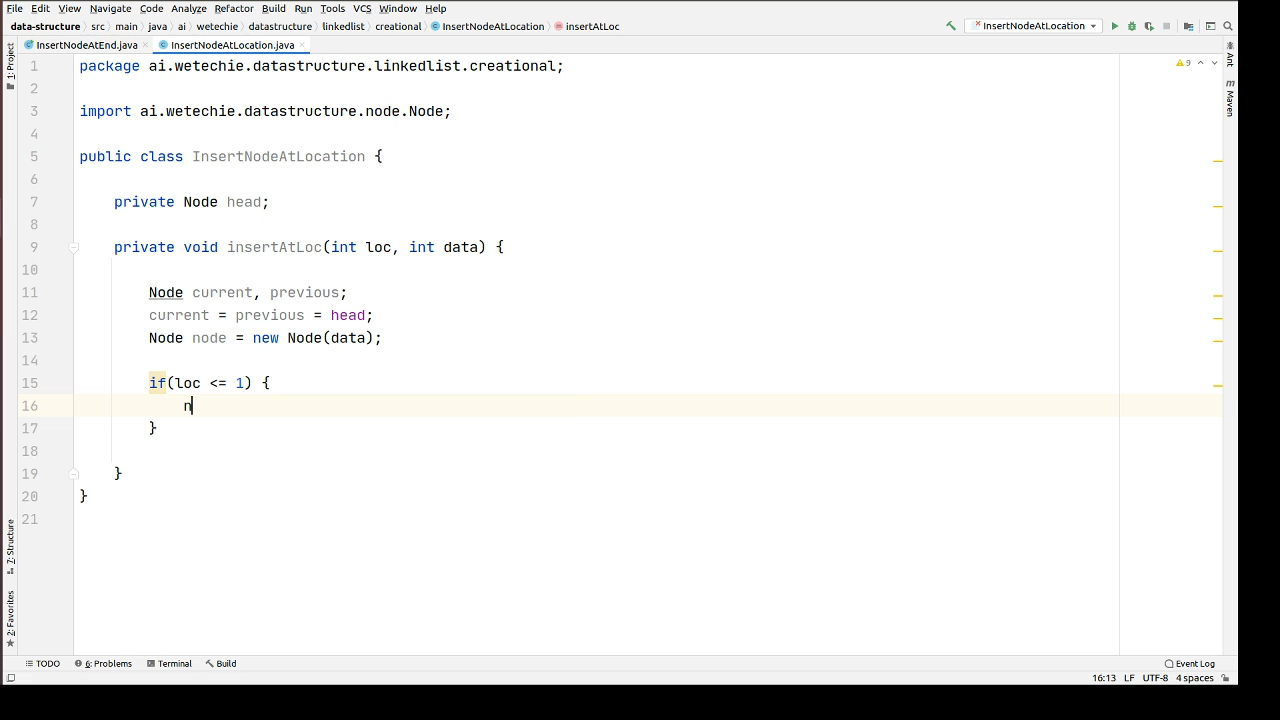 File Edit View Navigate Code Analyze Refactor Build Run Tools VCS Window Help
data-structure src main java ai wetechie datastructure linkedlist creational InsertNodeAtLocation insertAtLoc InsertNodeAtLocation
InsertNodeAtEnd.java InsertNodeAtLocation.java
1 package ai.wetechie.datastructure.linkedlist.creational; 9
2
3 import ai.wetechie.datastructure.node.Node;
4
5 public class InsertNodeAtLocation {
6
7 private Node head;
8
9 private void insertAtLoc(int loc, int data) {
10
11 Node current, previous;
12 current = previous = head;
13 Node node = new Node(data);
14
15 if(loc <= 1) {
16 n
17 }
18
19 }
20 }
21
1: Project
7: Structure
2: Favorites
Ant
m
Maven
TODO 6: Problems Terminal Build Event Log
16:13 LF UTF-8 4 spaces